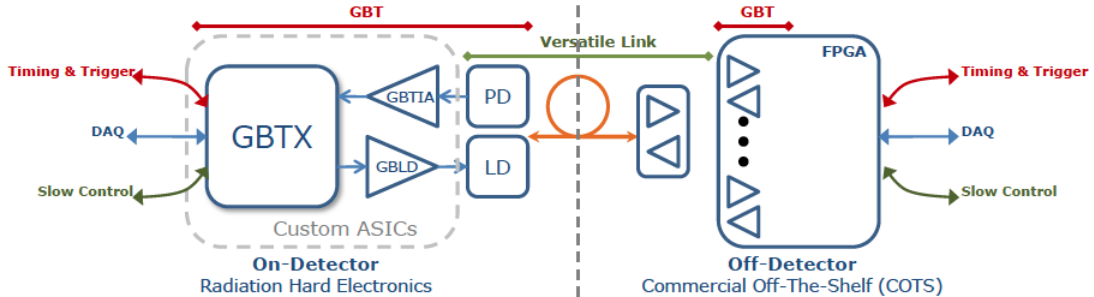 GBT
GBT
Versatile Link
FPGA
Timing & Trigger
GBTIA
PD
Timing & Trigger
DAQ
GBTX
DAQ
GBLD
LD
Slow Control
Slow Control
Custom ASICs
On-Detector
Off-Detector
Radiation Hard Electronics
Commercial Off-The-Shelf (COTS)